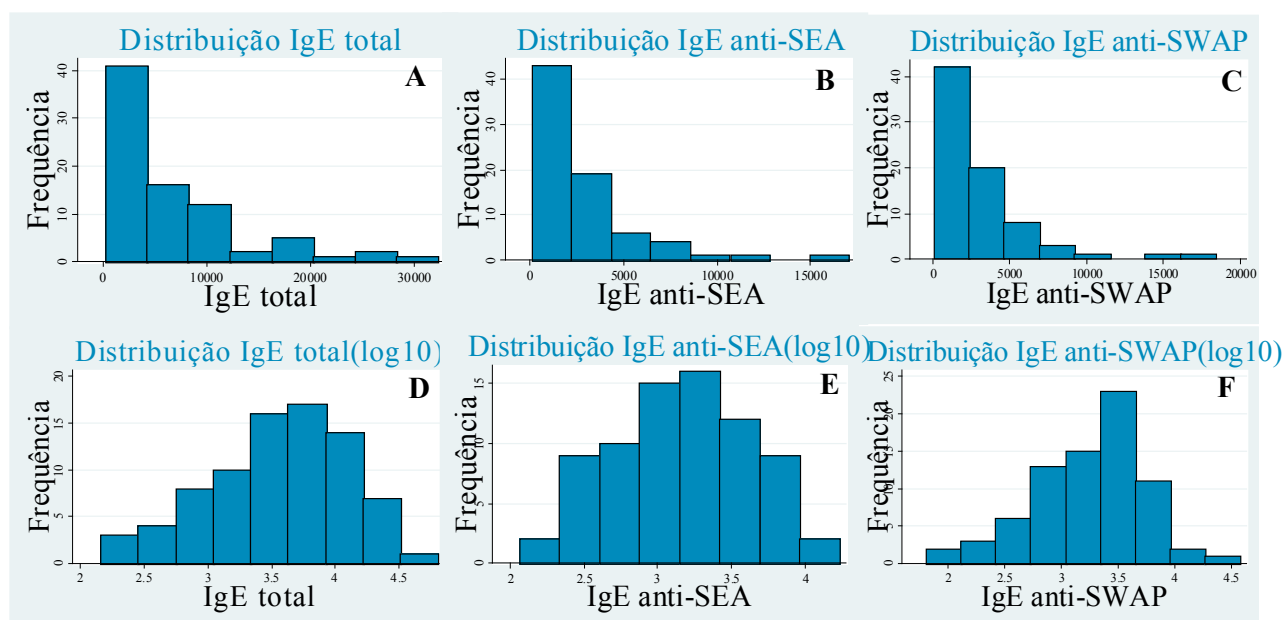 Distribuição IgE total
A
Frequência
0 10 20 30 40
0 10000 20000 30000
IgE total
Distribuição IgE anti-SEA
B
Frequência
0 10 20 30 40
0 5000 10000 15000
IgE anti-SEA
Distribuição IgE anti-SWAP
C
Frequência
0 10 20 30 40
0 5000 10000 15000 20000
IgE anti-SWAP
Distribuição IgE total(log10)
D
Frequência
0 5 10 15 20
2 2.5 3 3.5 4 4.5
IgE total
Distribuição IgE anti-SEA(log10)
E
Frequência
0 5 10 15
2 2.5 3 3.5 4
IgE anti-SEA
Distribuição IgE anti-SWAP(log10)
F
Frequência
0 5 10 15 20 25
2 2.5 3 3.5 4 4.5
IgE anti-SWAP